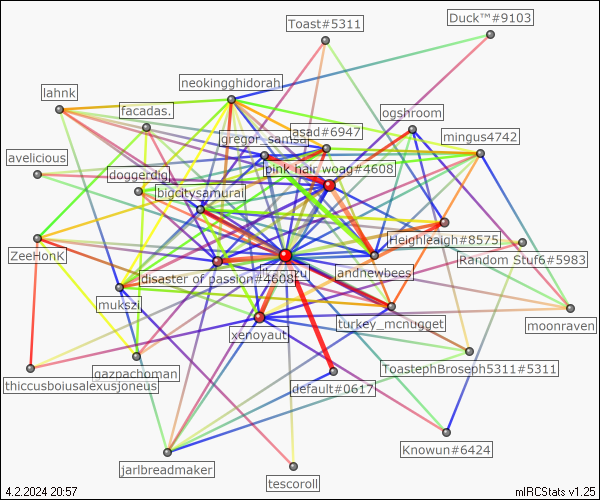 Duck™#9103
Toast#5311
neokingghidorah
lahnk
facadas.
ogshroom
asad#6947
gregor_samsa
mingus4742
avelicious
doggerdig
pink hair woag#4608
bigcitysamurai
Heighleaigh#8575
ZeeHonK
Random Stuf6#5983
disaster of passion#4608
andnewbees
mukszi
turkey_mcnugget
moonraven
xenoyaut
gazpachoman
ToastephBroseph5311#5311
thiccusboiusalexusjoneus
default#0617
Knowun#6424
jarlbreadmaker
tescoroll
4.2.2024 20:57
mIRCStats v1.25